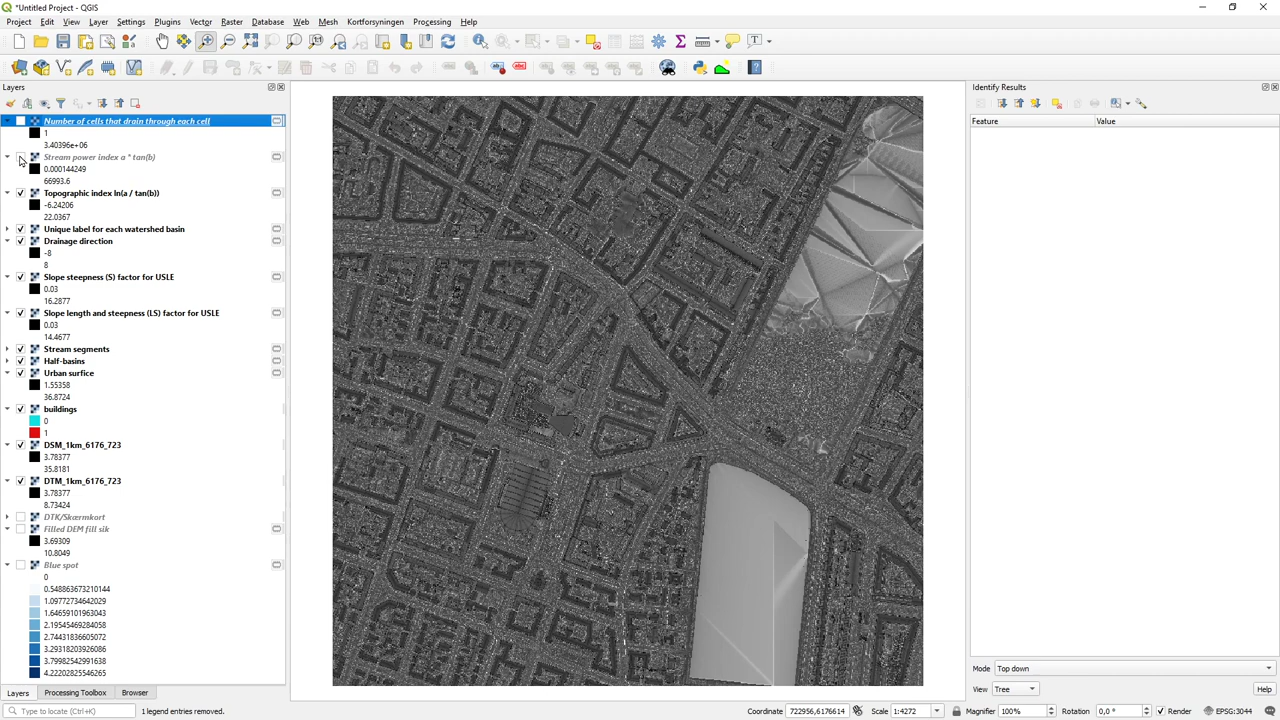 *Untitled Project - QGIS
Project Edit View Layer Settings Plugins Vector Raster Database Web Mesh Kortforsyningen Processing Help
Layers
Number of cells that drain through each cell
1
3.40396e+06
Stream power index a * tan(b)
0.000144249
66993.6
Topographic index ln(a / tan(b))
-6.24206
22.0367
Unique label for each watershed basin
Drainage direction
-8
8
Slope steepness (S) factor for USLE
0.03
16.2877
Slope length and steepness (LS) factor for USLE
0.03
14.4677
Stream segments
Half-basins
Urban surfice
1.55358
36.8724
buildings
0
1
DSM_1km_6176_723
3.78377
35.8181
DTM_1km_6176_723
3.78377
8.73424
DTK/Skærmkort
Filled DEM fill sik
3.69309
10.8049
Blue spot
0
0.548863673210144
1.09772734642029
1.64659101963043
2.19545469284058
2.74431836605072
3.29318203926086
3.79982542991638
4.22202825546265
Layers Processing Toolbox Browser
Identify Results
Feature Value
Mode Top down
View Tree Help
Type to locate (Ctrl+K) 1 legend entries removed. Coordinate 722956,6176614 Scale 1:4272 Magnifier 100% Rotation 0,0 ° Render EPSG:3044